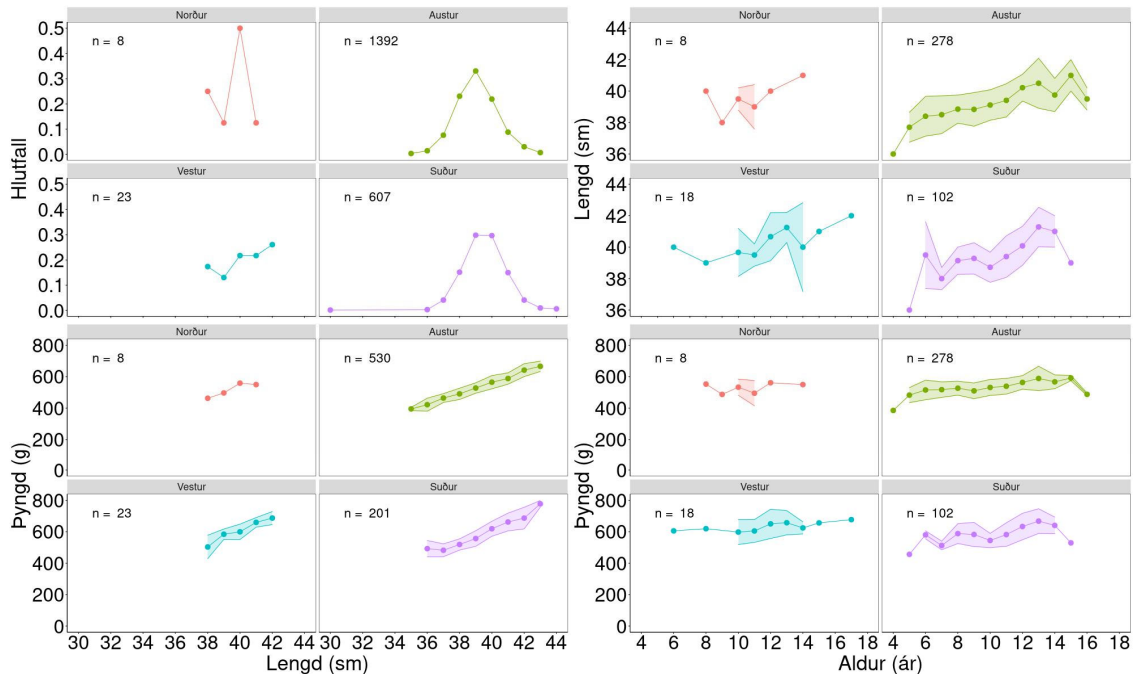 Norður Austur
Hlutfall
0.5
0.4
0.3
0.2
0.1
0.0
n = 8 n = 1392
Vestur Suður
0.5
0.4
0.3
0.2
0.1
0.0
n = 23 n = 607
Norður Austur
Lengd (sm)
44
42
40
38
36
n = 8 n = 278
Vestur Suður
44
42
40
38
36
n = 18 n = 102
Norður Austur
Þyngd (g)
800
600
400
200
0
n = 8 n = 530
Vestur Suður
Þyngd (g)
800
600
400
200
0
n = 23 n = 201
30 32 34 36 38 40 42 44 30 32 34 36 38 40 42 44
Lengd (sm)
Norður Austur
Þyngd (g)
800
600
400
200
0
n = 8 n = 278
Vestur Suður
Þyngd (g)
800
600
400
200
0
n = 18 n = 102
4 6 8 10 12 14 16 18 4 6 8 10 12 14 16 18
Aldur (ár)